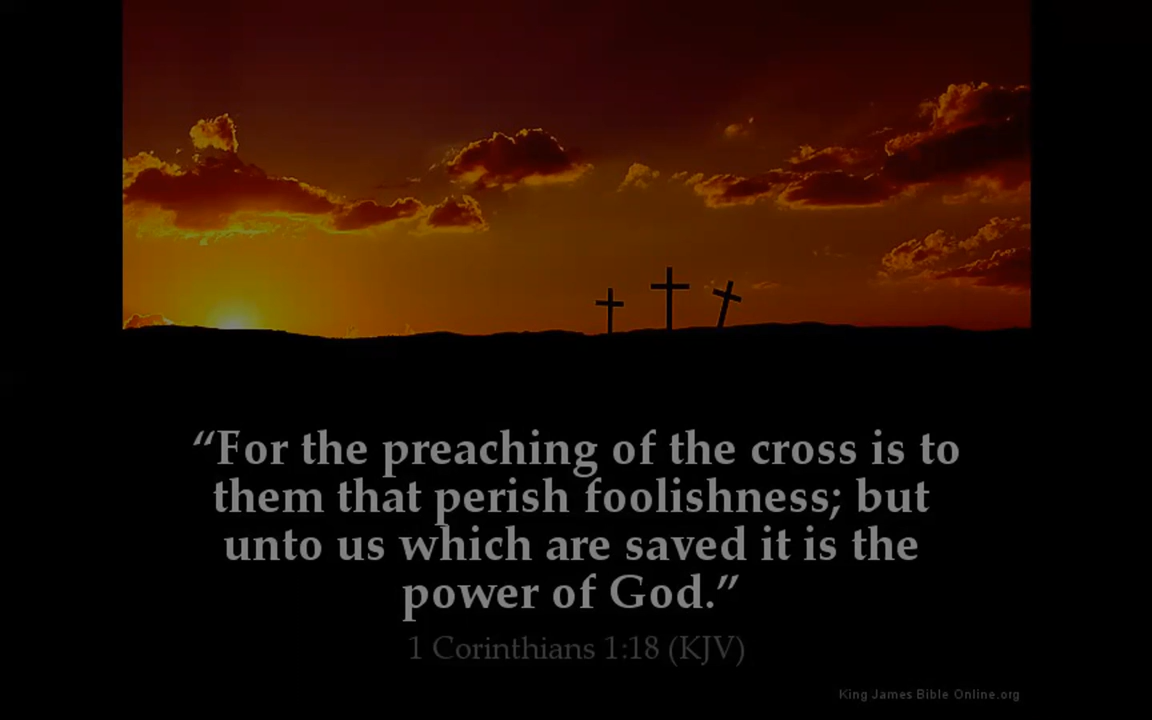 “For the preaching of the cross is to
them that perish foolishness; but
unto us which are saved it is the
power of God.”
1 Corinthians 1:18 (KJV)
King James Bible Online.org